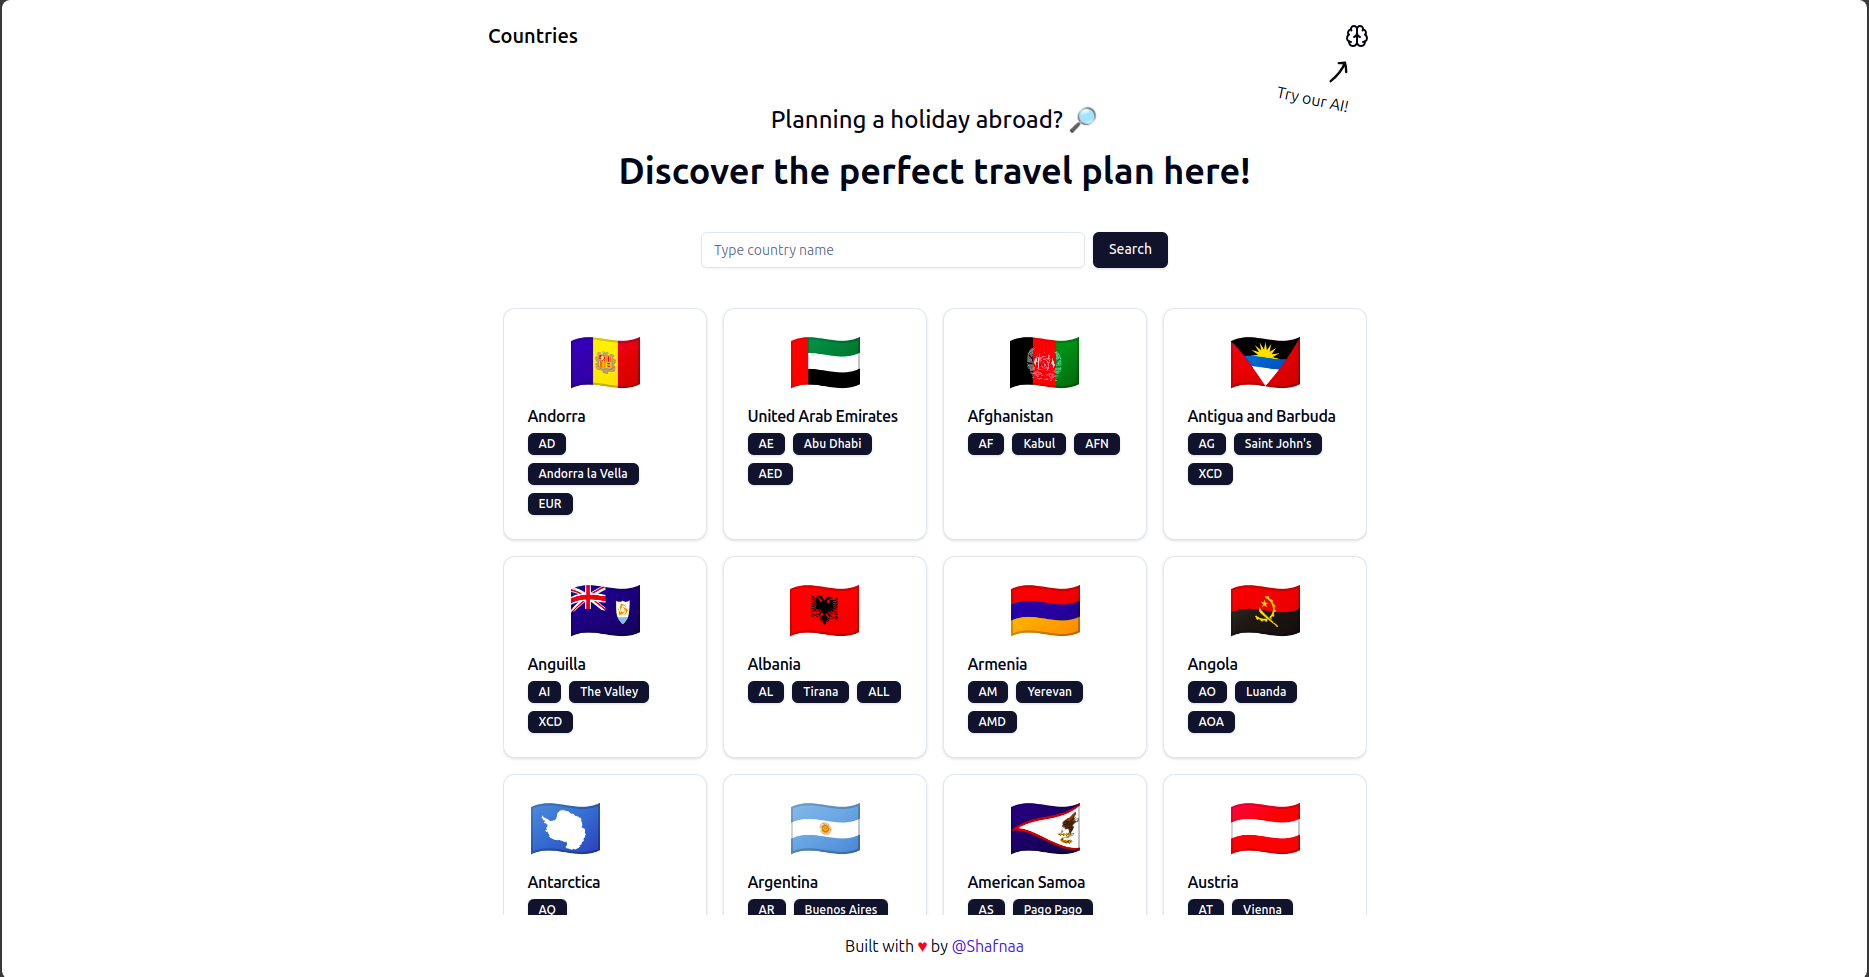 Countries
Try our AI!
Planning a holiday abroad?
Discover the perfect travel plan here!
Type country name
Search
Andorra
AD
Andorra la Vella
EUR
United Arab Emirates
AE Abu Dhabi
AED
Afghanistan
AF Kabul AFN
Antigua and Barbuda
AG Saint John's
XCD
Anguilla
AI The Valley
XCD
Albania
AL Tirana ALL
Armenia
AM Yerevan
AMD
Angola
AO Luanda
AOA
Antarctica
AQ
Argentina
AR Buenos Aires
American Samoa
AS Pago Pago
Austria
AT Vienna
Built with ♥ by @Shafnaa